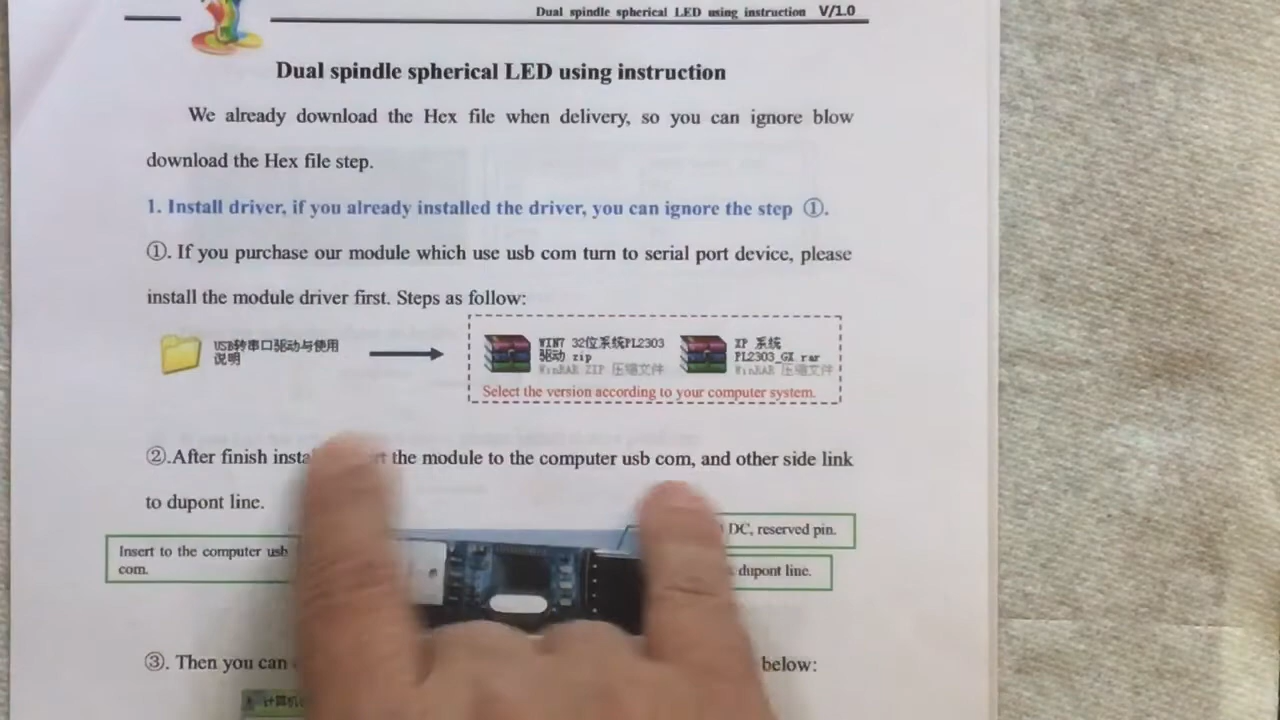 Dual spindle spherical LED using instruction V/1.0
Dual spindle spherical LED using instruction
We already download the Hex file when delivery, so you can ignore blow
download the Hex file step.
1. Install driver, if you already installed the driver, you can ignore the step ①.
①. If you purchase our module which use usb com turn to serial port device, please
install the module driver first. Steps as follow:
USB转串口驱动与使用
说明
WIN7 32位系统PL2303
驱动 zip
WinRAR ZIP 压缩文件
XP 系统
PL2303_GX rar
WinRAR 压缩文件
Select the version according to your computer system.
②.After finish the module to the computer usb com, and other side link
to dupont line.
DC, reserved pin.
Insert to the computer usb
com.
dupont line.
③. Then you can below:
计算机